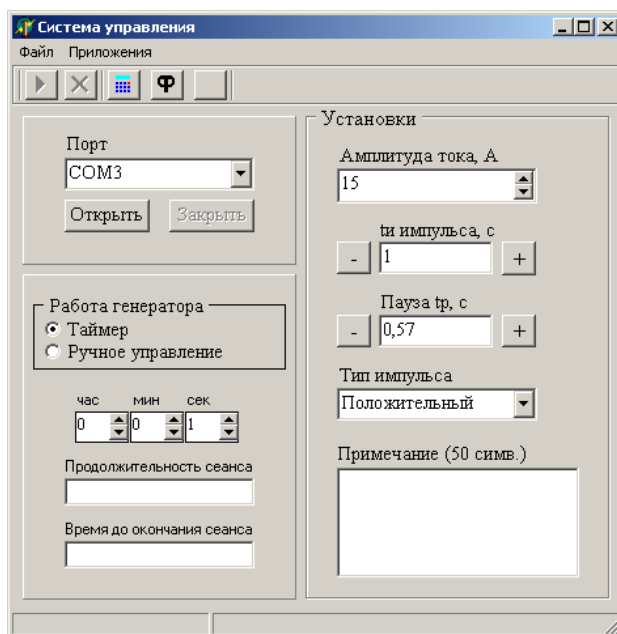 Система управления
Файл Приложения
Ф
Порт
COM3
Открыть Закрыть
Работа генератора
Таймер
Ручное управление
час мин сек
0 0 1
Продолжительность сеанса
Время до окончания сеанса
Установки
Амплитуда тока, А
15
tи импульса, с
- 1 +
Пауза tp, с
- 0,57 +
Тип импульса
Положительный
Примечание (50 симв.)